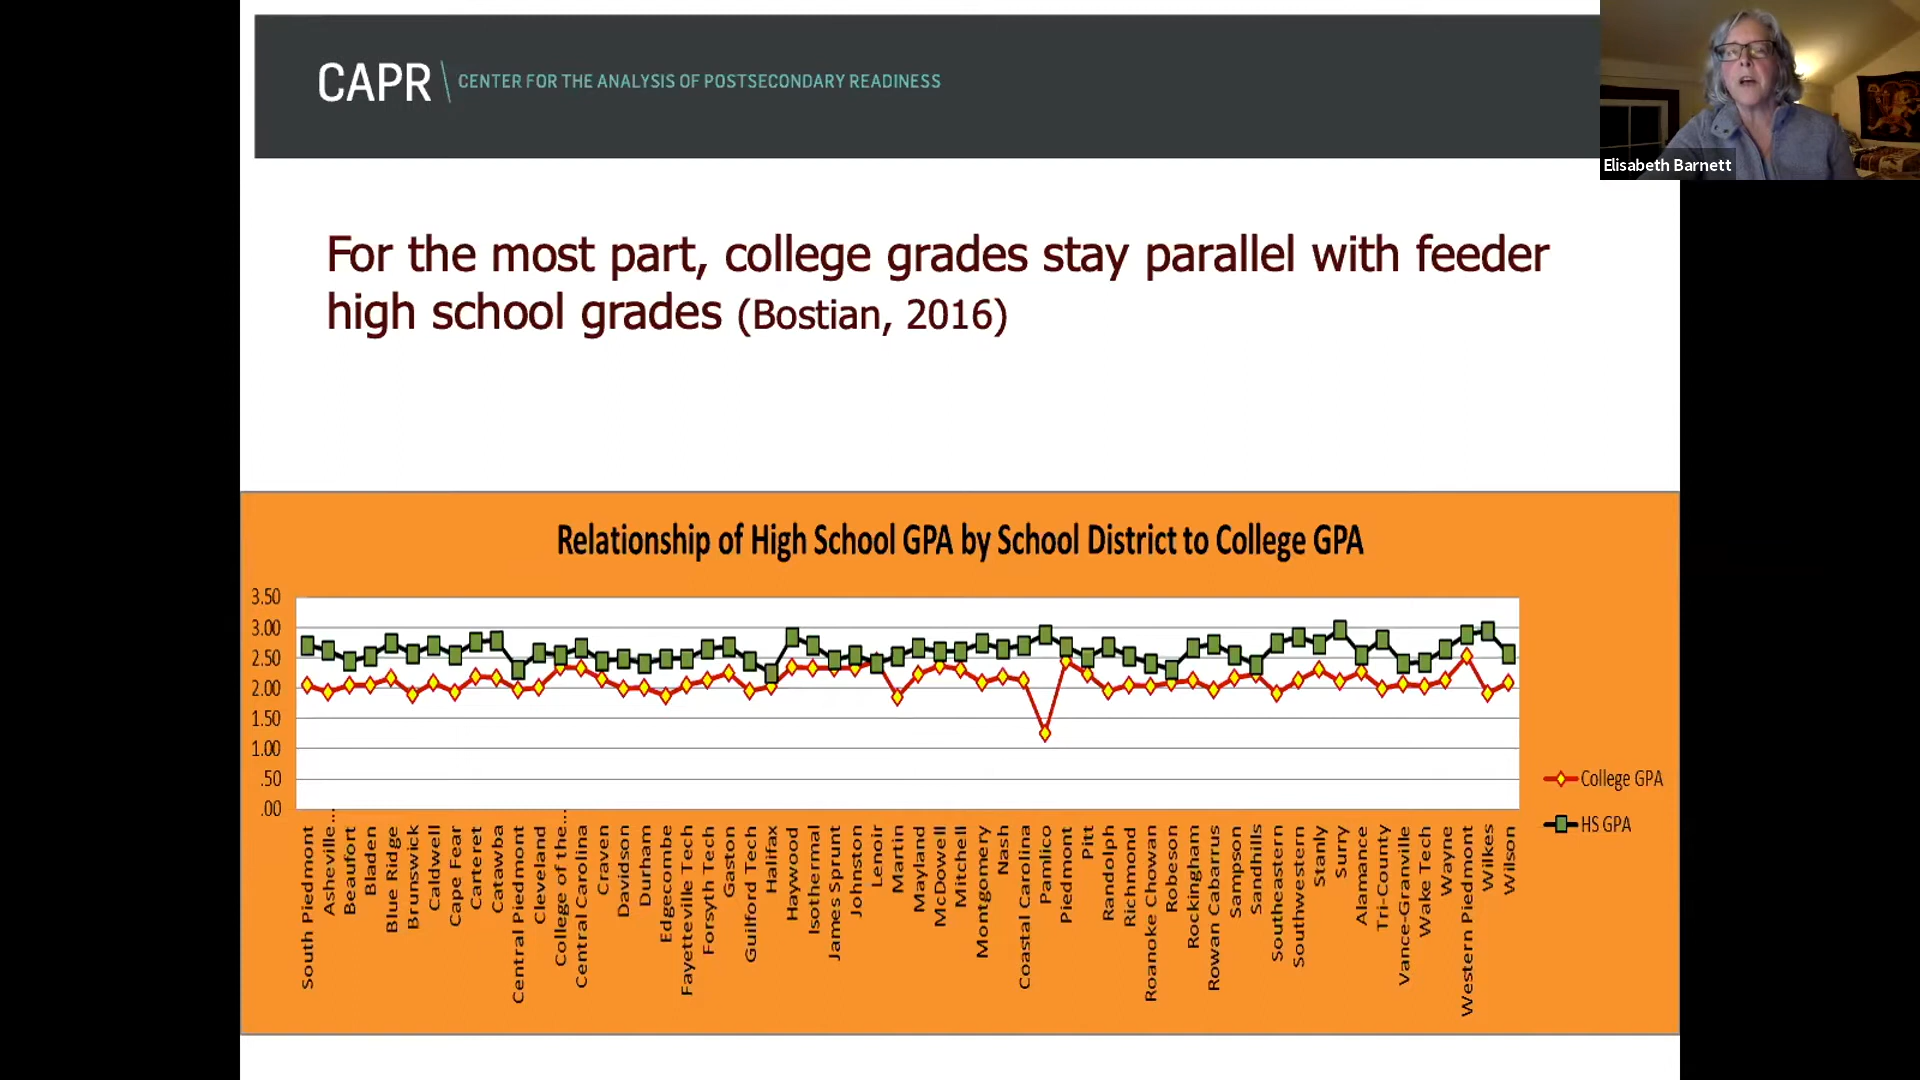 CAPR CENTER FOR THE ANALYSIS OF POSTSECONDARY READINESS
Elisabeth Barnett
For the most part, college grades stay parallel with feeder
high school grades (Bostian, 2016)
Relationship of High School GPA by School District to College GPA
3.50
3.00
2.50
2.00
1.50
1.00
.50
.00
South Piedmont
Asheville...
Beaufort
Bladen
Blue Ridge
Brunswick
Caldwell
Cape Fear
Carteret
Catawba
Central Piedmont
Cleveland
College of the...
Central Carolina
Craven
Davidson
Durham
Edgecombe
Fayetteville Tech
Forsyth Tech
Gaston
Guilford Tech
Halifax
Haywood
Isothermal
James Sprunt
Johnston
Lenoir
Martin
Mayland
McDowell
Mitchell
Montgomery
Nash
Coastal Carolina
Pamlico
Piedmont
Pitt
Randolph
Richmond
Roanoke Chowan
Robeson
Rockingham
Rowan Cabarrus
Sampson
Sandhills
Southeastern
Southwestern
Stanly
Surry
Alamance
Tri-County
Vance-Granville
Wake Tech
Wayne
Western Piedmont
Wilkes
Wilson
College GPA
HS GPA